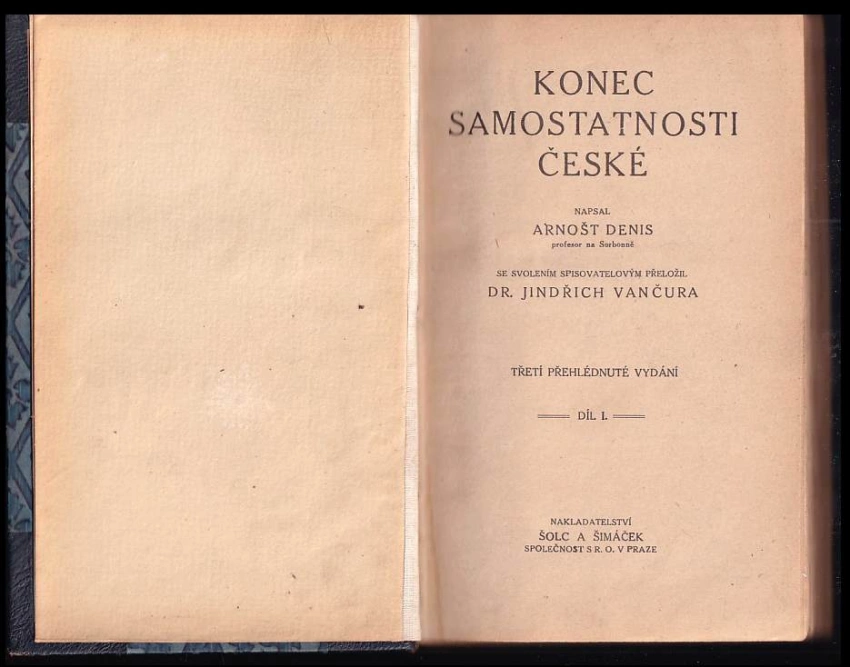 KONEC
SAMOSTATNOSTI
ČESKÉ
NAPSAL
ARNOŠT DENIS
profesor na Sorbonně
SE SVOLENÍM SPISOVATELOVÝM PŘELOŽIL
DR. JINDŘICH VANČURA
TŘETÍ PŘEHLÉDNUTÉ VYDÁNÍ
DÍL I.
NAKLADATELSTVÍ
ŠOLC A ŠIMÁČEK
SPOLEČNOST S R. O. V PRAZE